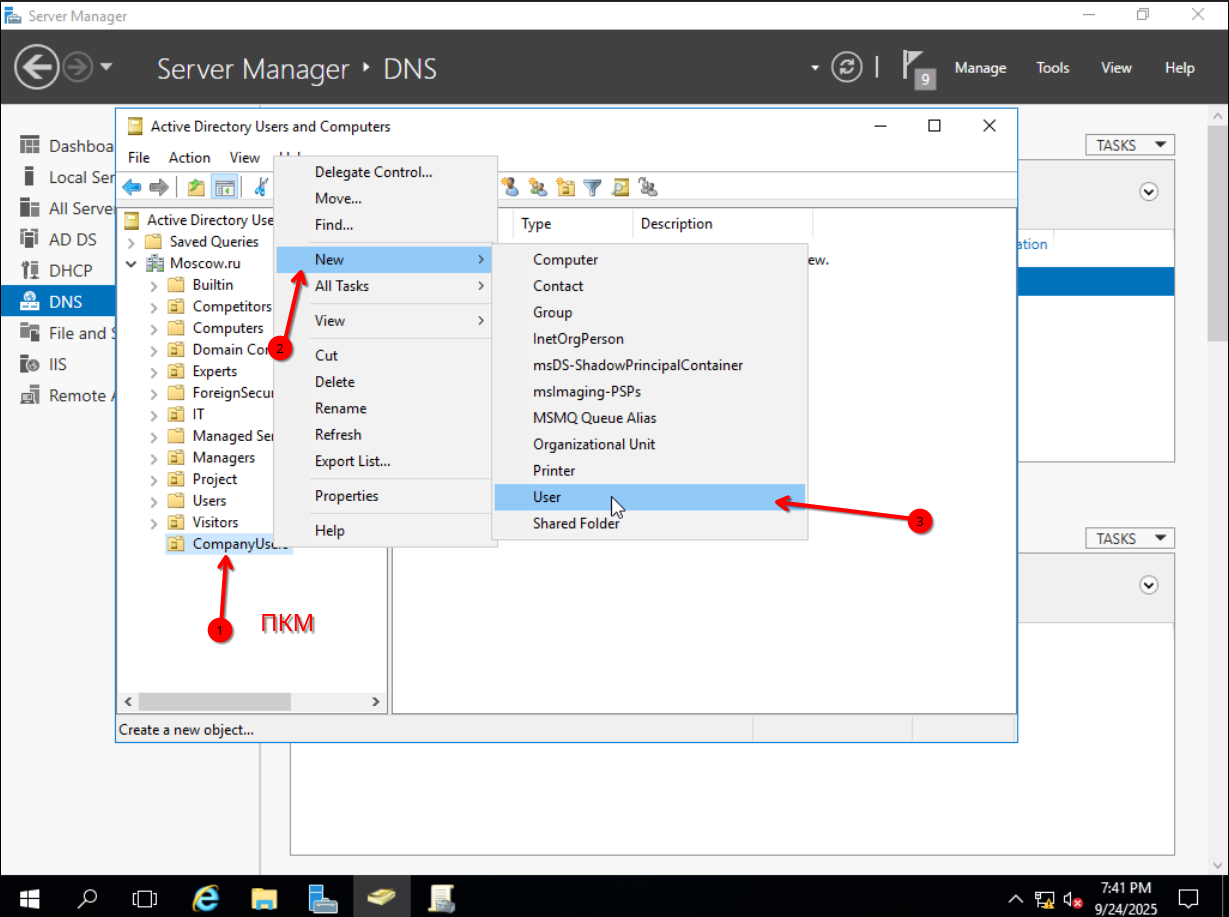 Server Manager
Server Manager ‣ DNS
9
Manage
Tools
View
Help
Dashboa
Local Ser
All Server
AD DS
DHCP
DNS
File and S
IIS
Remote A
TASKS
ation
TASKS
Active Directory Users and Computers
File
Action
View
Active Directory Use
Saved Queries
Moscow.ru
Builtin
Competitors
Computers
Domain Con
Experts
ForeignSecur
IT
Managed Ser
Managers
Project
Users
Visitors
CompanyUsers
Type
Description
ew.
Delegate Control...
Move...
Find...
New
All Tasks
View
Cut
Delete
Rename
Refresh
Export List...
Properties
Help
Computer
Contact
Group
InetOrgPerson
msDS-ShadowPrincipalContainer
msImaging-PSPs
MSMQ Queue Alias
Organizational Unit
Printer
User
Shared Folder
1
2
3
ПКМ
Create a new object...
7:41 PM
9/24/2025